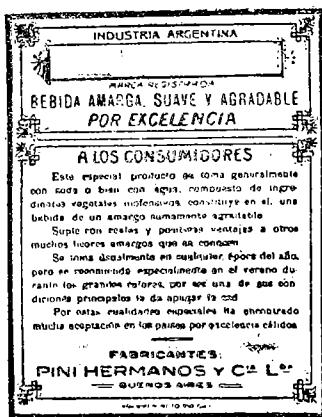 INDUSTRIA ARGENTINA
MARCA REGISTRADA
BEBIDA AMARGA, SUAVE Y AGRADABLE
POR EXCELENCIA
A LOS CONSUMIDORES
Este especial producto se toma generalmente
con soda o bien con agua, compuesto de ingre-
dientes vegetales inofensivos, constituye en sí, una
bebida de un amargo sumamente agradable.
Suple con reales y positivas ventajas a otros
muchos licores amargos que se conocen.
Se toma usualmente en cualquier época del año,
pero se recomienda especialmente en el verano du-
rante los grandes calores, por ser una de sus con-
diciones principales la de apagar la sed.
Por estas cualidades especiales ha encontrado
mucha aceptación en los países por excelencia cálidos.
FABRICANTES:
PINI HERMANOS Y Cía. Lda.
BUENOS AIRES